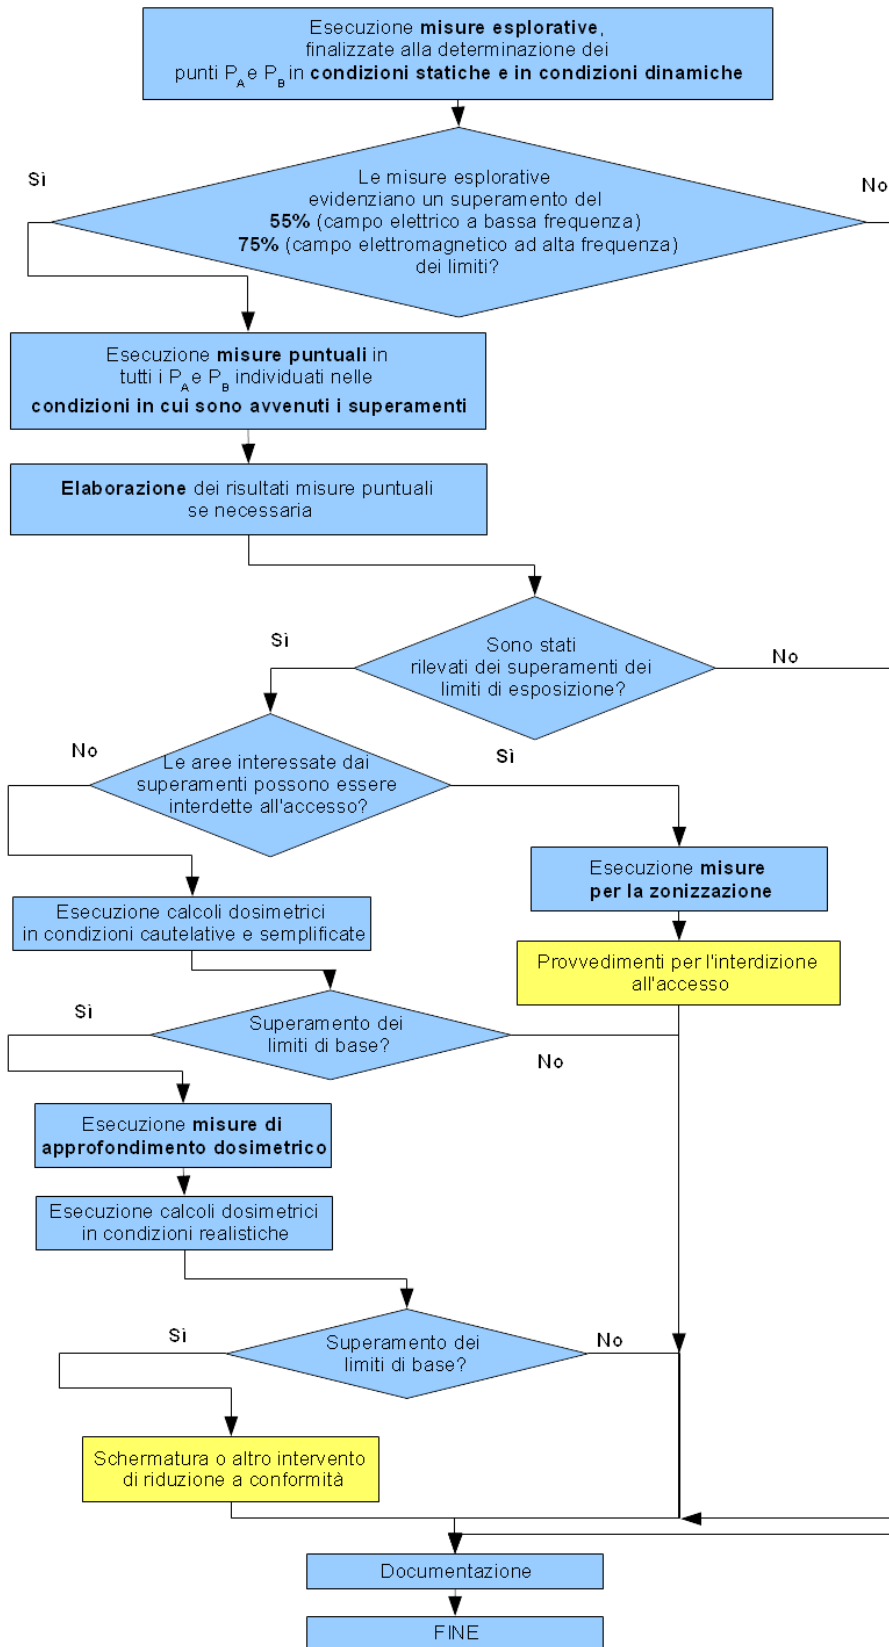 Esecuzione misure esplorative,
finalizzate alla determinazione dei
punti PA e PB in condizioni statiche e in condizioni dinamiche
Le misure esplorative
evidenziano un superamento del
55% (campo elettrico a bassa frequenza)
75% (campo elettromagnetico ad alta frequenza)
dei limiti?
Sì
No
Esecuzione misure puntuali in
tutti i PA e PB individuati nelle
condizioni in cui sono avvenuti i superamenti
Elaborazione dei risultati misure puntuali
se necessaria
Sono stati
rilevati dei superamenti dei
limiti di esposizione?
Sì
No
Le aree interessate dai
superamenti possono essere
interdette all'accesso?
No
Sì
Esecuzione misure
per la zonizzazione
Esecuzione calcoli dosimetrici
in condizioni cautelative e semplificate
Provvedimenti per l'interdizione
all'accesso
Superamento dei
limiti di base?
Sì
No
Esecuzione misure di
approfondimento dosimetrico
Esecuzione calcoli dosimetrici
in condizioni realistiche
Superamento dei
limiti di base?
Sì
No
Schermatura o altro intervento
di riduzione a conformità
Documentazione
FINE